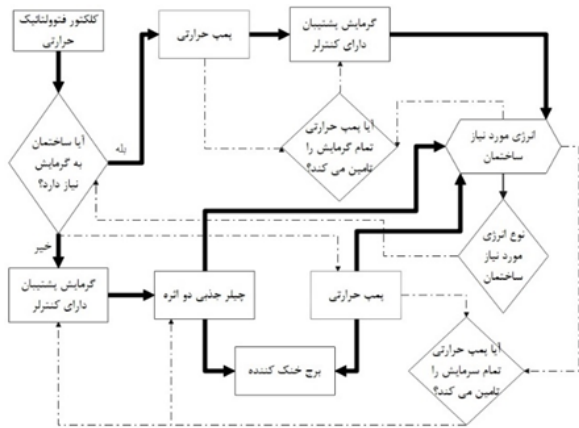 کلکتور فتوولتائیک
حرارتی
پمپ حرارتی
گرمایش پشتیبان
دارای کنترلر
آیا ساختمان
به گرمایش
نیاز دارد؟
بله
آیا پمپ حرارتی
تمام گرمایش را
تامین می کند؟
انرژی مورد نیاز
ساختمان
نوع انرژی
مورد نیاز
ساختمان
خیر
گرمایش پشتیبان
دارای کنترلر
چیلر جذبی دو اثره
پمپ حرارتی
برج خنک کننده
آیا پمپ حرارتی
تمام سرمایش را
تامین می کند؟